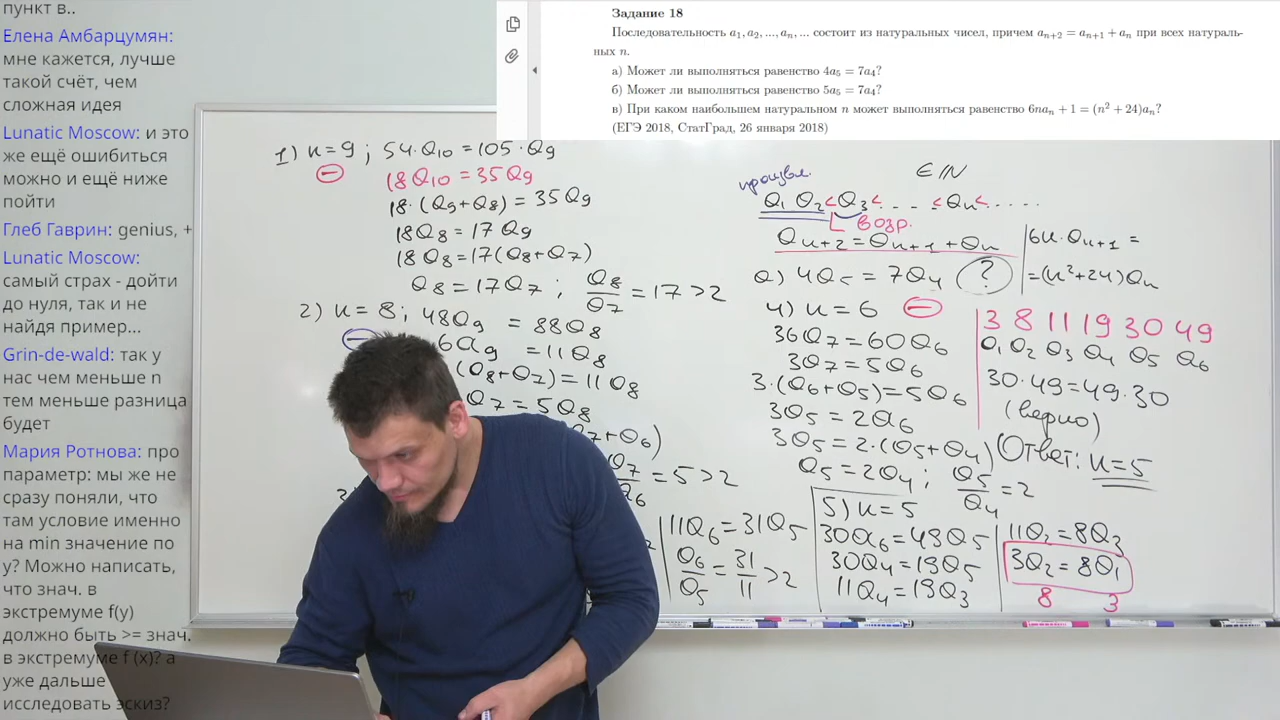 пункт в..
Елена Амбарцумян:
мне кажется, лучше
такой счёт, чем
сложная идея
Lunatic Moscow: и это
же ещё ошибиться
можно и ещё ниже
пойти
Глеб Гаврин: genius, +
Lunatic Moscow:
самый страх - дойти
до нуля, так и не
найдя пример...
Grin-de-wald: так у
нас чем меньше n
тем меньше разница
будет
Мария Ротнова: про
параметр: мы же не
сразу поняли, что
там условие именно
на min значение по
y? Можно написать,
что знач. в
экстремуме f(y)
должно быть >= знач.
в экстремуме f (x)? а
уже дальше
исследовать эскиз?
Задание 18
Последовательность a₁, a₂, ..., aₙ, ... состоит из натуральных чисел, причем aₙ₊₂ = aₙ₊₁ + aₙ при всех натураль-
ных n.
а) Может ли выполняться равенство 4a₅ = 7a₄?
б) Может ли выполняться равенство 5a₅ = 7a₄?
в) При каком наибольшем натуральном n может выполняться равенство 6naₙ + 1 = (n² + 24)aₙ?
(ЕГЭ 2018, СтатГрад, 26 января 2018)
1) n=9; 54·a₁₀ = 105·a₉
18a₁₀ = 35a₉
18·(a₉+a₈) = 35a₉
18a₈ = 17a₉
18a₈ = 17(a₈+a₇)
a₈ = 17a₇; a₈/a₇ = 17 > 2
2) n = 8; 48a₉ = 88a₈
6a₉ = 11a₈
(a₈+a₇) = 11a₈
a₇ = 5a₈
a₇+a₆)
a₇/a₆ = 5 > 2
11a₆ = 31a₅
a₆/a₅ = 31/11 > 2
произвол.
∈ℕ
a₁ a₂ < a₃ < ... < aₙ < ....
возр.
aₙ₊₂ = aₙ₊₁ + aₙ
6n·aₙ₊₁ =
= (n²+24)aₙ
а) 4a₅ = 7a₄ ?
4) n = 6
36a₇ = 60a₆
3a₇ = 5a₆
3·(a₆+a₅) = 5a₆
3a₅ = 2a₆
3a₅ = 2·(a₅+a₄)
a₅ = 2a₄; a₅/a₄ = 2
3 8 11 19 30 49
a₁ a₂ a₃ a₄ a₅ a₆
30·49 = 49·30
(верно)
Ответ: n=5
5) n = 5
30a₆ = 49a₅
30a₄ = 19a₅
11a₄ = 19a₃
11a₂ = 8a₃
3a₂ = 8a₁
8 3